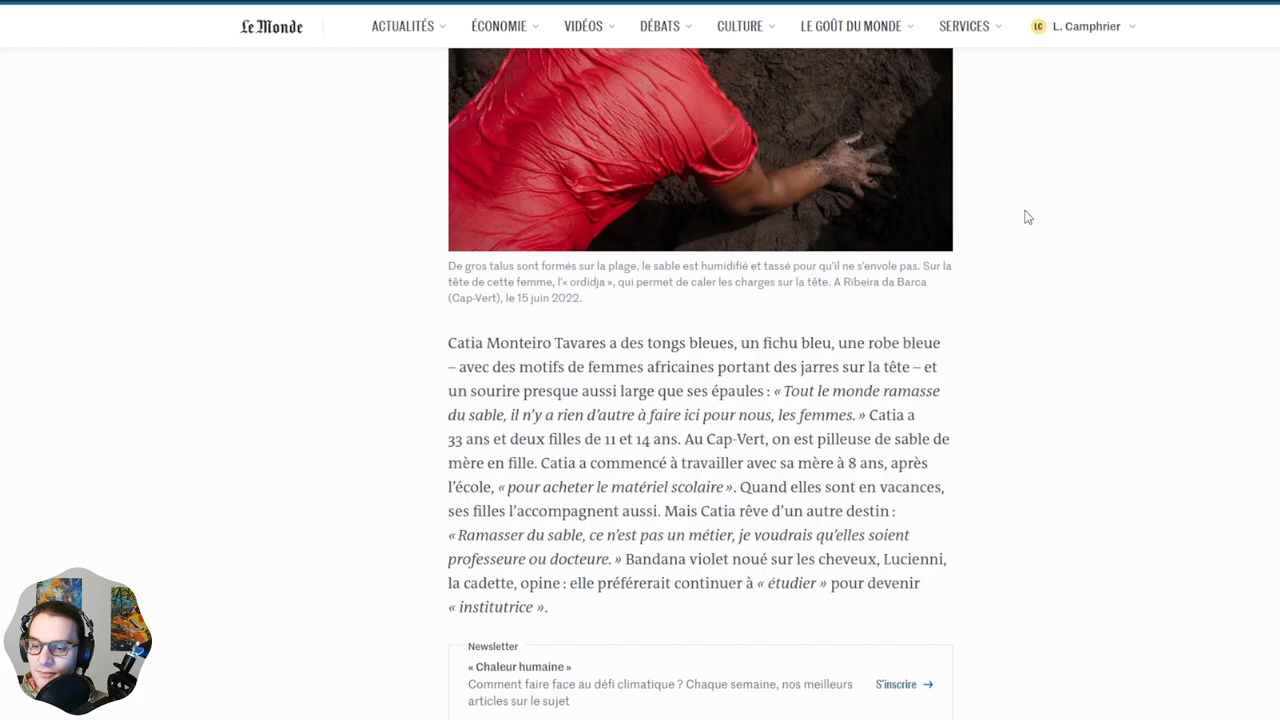 Le Monde
ACTUALITÉS
ÉCONOMIE
VIDÉOS
DÉBATS
CULTURE
LE GOÛT DU MONDE
SERVICES
LC
L. Camphrier
De gros talus sont formés sur la plage, le sable est humidifié et tassé pour qu'il ne s'envole pas. Sur la
tête de cette femme, l'« ordidja », qui permet de caler les charges sur la tête. A Ribeira da Barca
(Cap-Vert), le 15 juin 2022.
Catia Monteiro Tavares a des tongs bleues, un fichu bleu, une robe bleue
– avec des motifs de femmes africaines portant des jarres sur la tête – et
un sourire presque aussi large que ses épaules : « Tout le monde ramasse
du sable, il n'y a rien d'autre à faire ici pour nous, les femmes. » Catia a
33 ans et deux filles de 11 et 14 ans. Au Cap-Vert, on est pilleuse de sable de
mère en fille. Catia a commencé à travailler avec sa mère à 8 ans, après
l'école, « pour acheter le matériel scolaire ». Quand elles sont en vacances,
ses filles l'accompagnent aussi. Mais Catia rêve d'un autre destin :
« Ramasser du sable, ce n'est pas un métier, je voudrais qu'elles soient
professeure ou docteure. » Bandana violet noué sur les cheveux, Lucienni,
la cadette, opine : elle préférerait continuer à « étudier » pour devenir
« institutrice ».
Newsletter
« Chaleur humaine »
Comment faire face au défi climatique ? Chaque semaine, nos meilleurs
articles sur le sujet
S'inscrire →